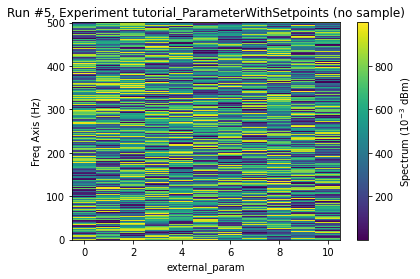 Run #5, Experiment tutorial_ParameterWithSetpoints (no sample)
500
400
300
200
100
0
Freq Axis (Hz)
0 2 4 6 8 10
external_param
800
600
400
200
Spectrum (10⁻³ dBm)